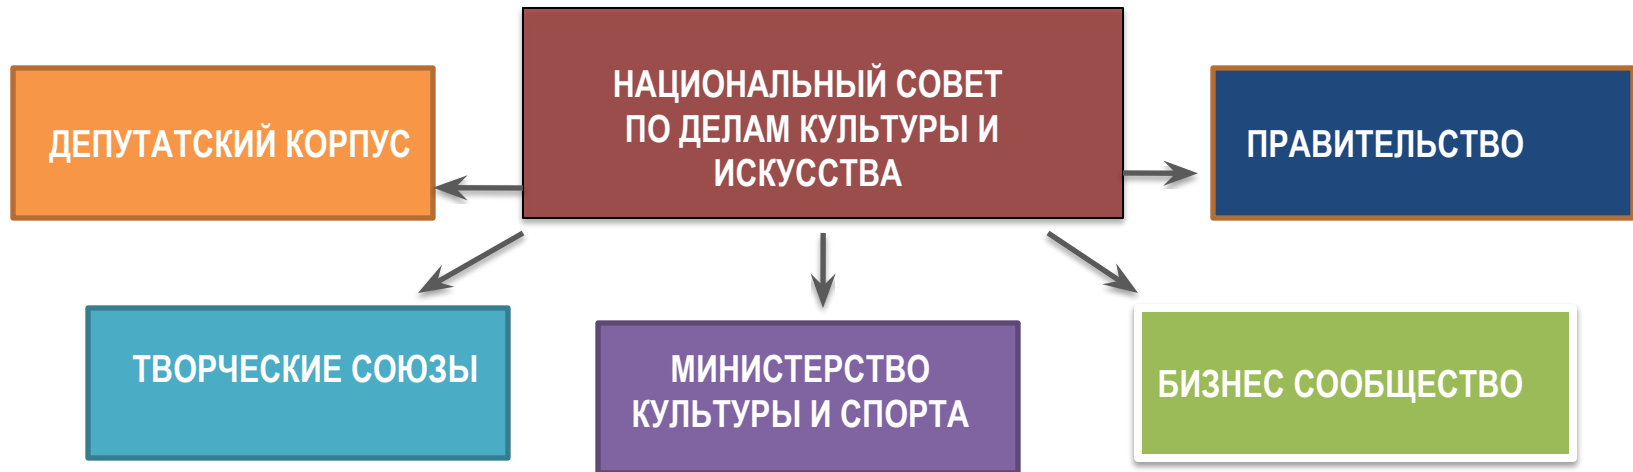 НАЦИОНАЛЬНЫЙ СОВЕТ
ПО ДЕЛАМ КУЛЬТУРЫ И
ИСКУССТВА
ДЕПУТАТСКИЙ КОРПУС
ПРАВИТЕЛЬСТВО
ТВОРЧЕСКИЕ СОЮЗЫ
МИНИСТЕРСТВО
КУЛЬТУРЫ И СПОРТА
БИЗНЕС СООБЩЕСТВО